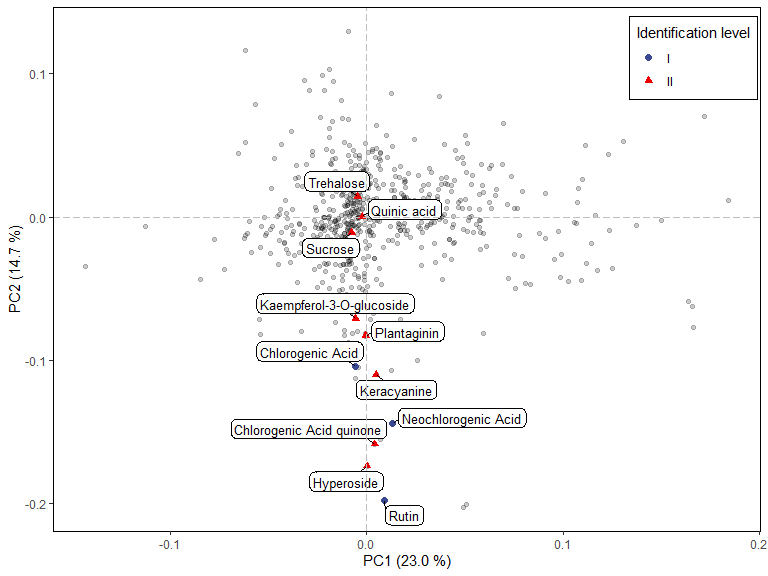 Identification level
I
II
0.1
0.0
-0.1
-0.2
PC2 (14.7 %)
Trehalose
Quinic acid
Sucrose
Kaempferol-3-O-glucoside
Plantaginin
Chlorogenic Acid
Keracyanine
Neochlorogenic Acid
Chlorogenic Acid quinone
Hyperoside
Rutin
-0.1
0.0
0.1
0.2
PC1 (23.0 %)